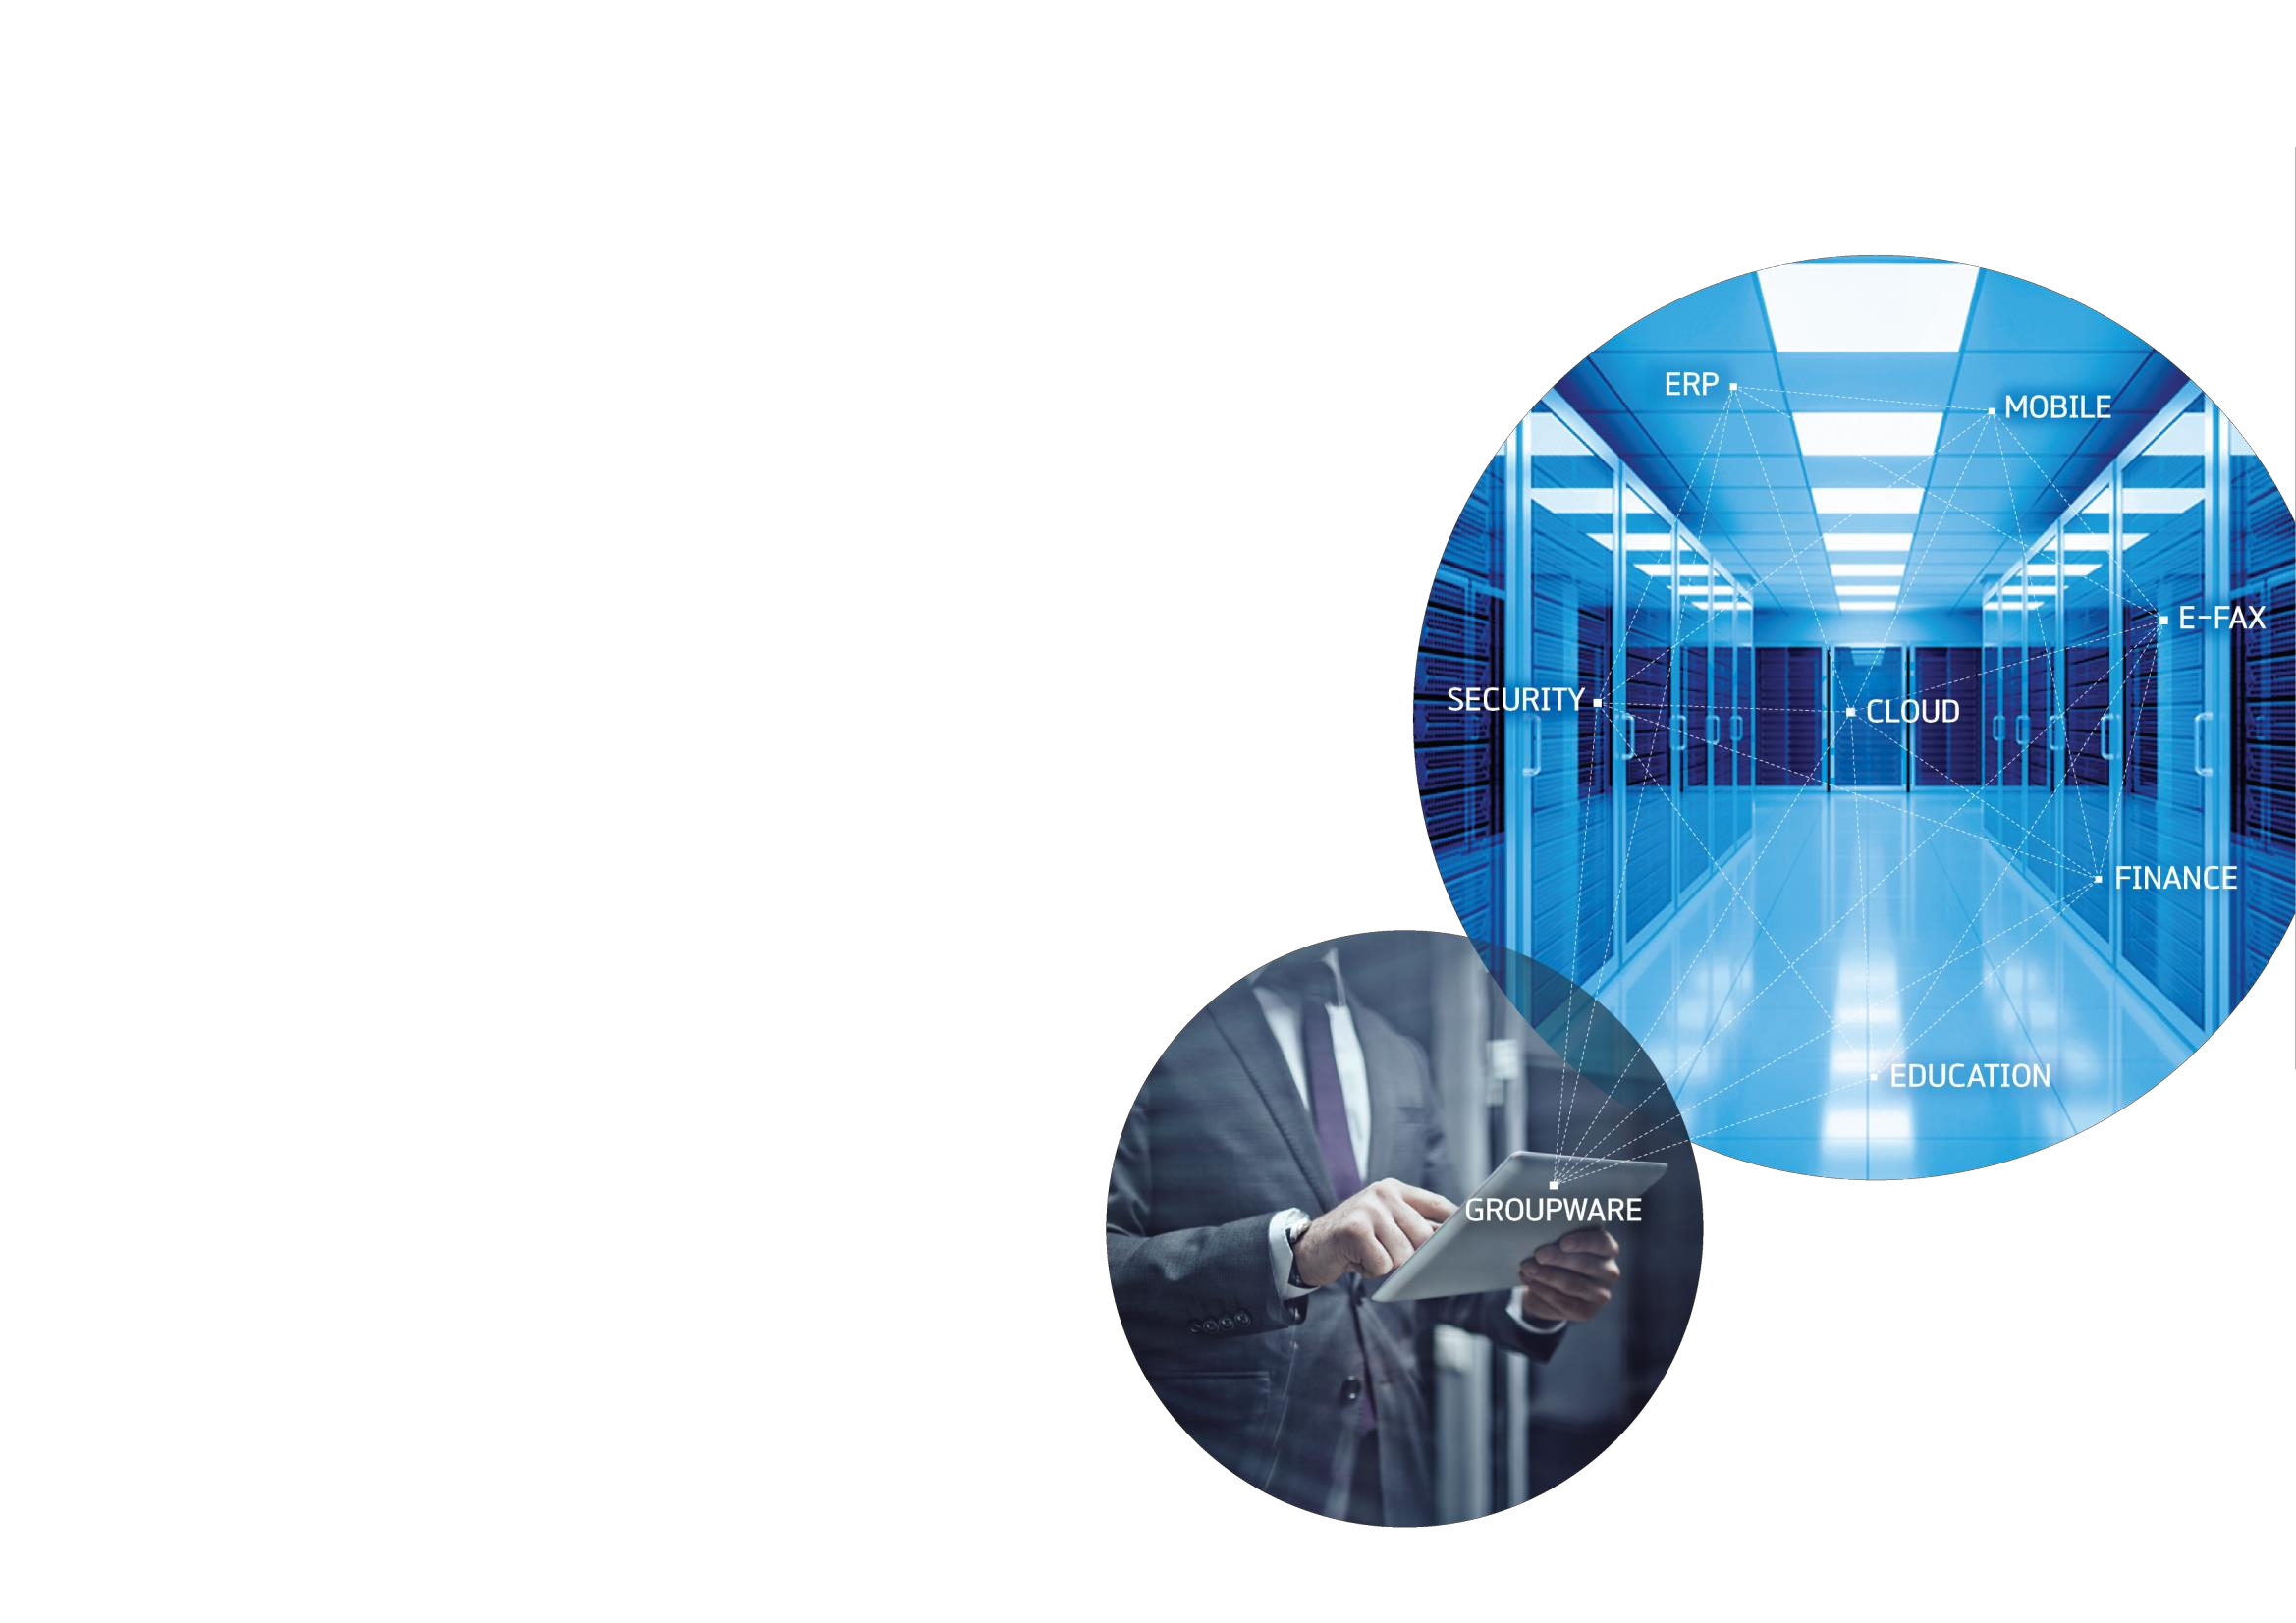 ERP
MOBILE
E-FAX
SECURITY
CLOUD
FINANCE
EDUCATION
GROUPWARE